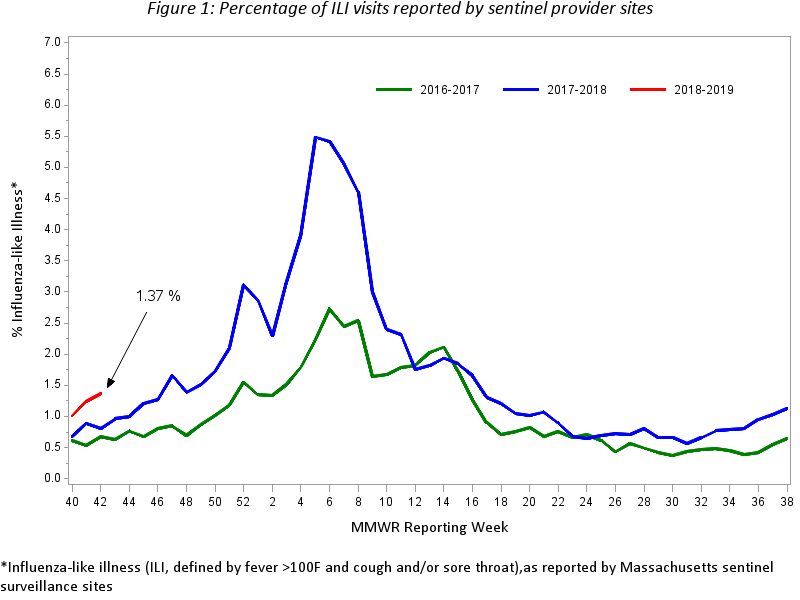 Figure 1: Percentage of ILI visits reported by sentinel provider sites
7.0
6.5
6.0
5.5
5.0
4.5
4.0
3.5
3.0
2.5
2.0
1.5
1.0
0.5
0.0
% Influenza-like Illness*
2016-2017 2017-2018 2018-2019
1.37 %
40 42 44 46 48 50 52 2 4 6 8 10 12 14 16 18 20 22 24 26 28 30 32 34 36 38
MMWR Reporting Week
*Influenza-like illness (ILI, defined by fever >100F and cough and/or sore throat),as reported by Massachusetts sentinel
surveillance sites